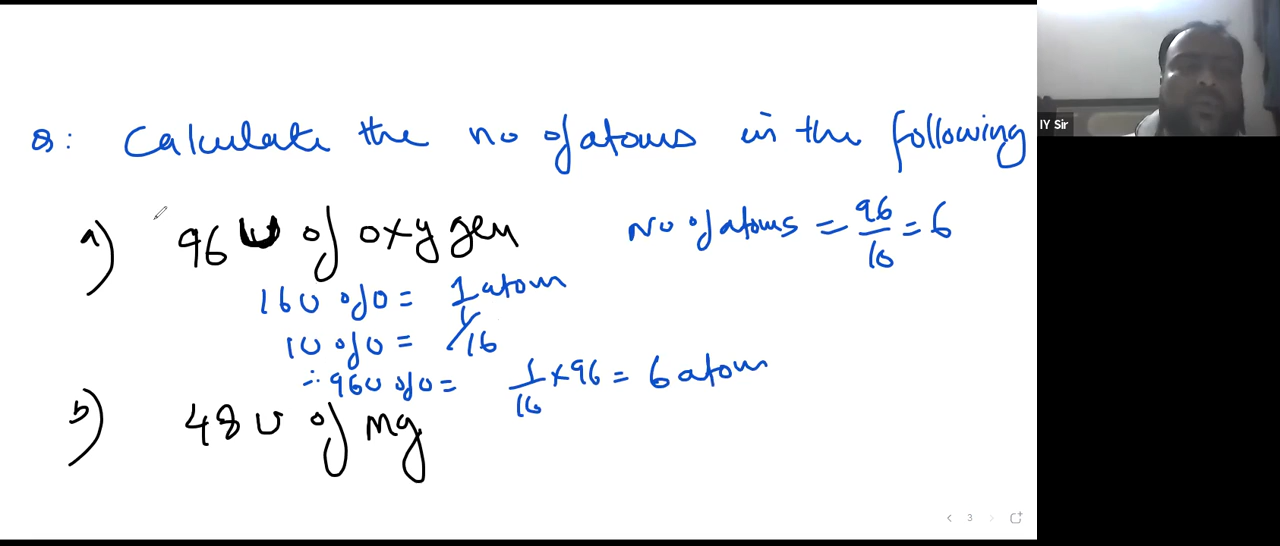 Q: Calculate the no of atoms in the following
a) 96 U of oxygen
No of atoms = 96/16 = 6
16 U of O = 1 atom
1 U of O = 1/16
∴ 96 U of O = 1/16 × 96 = 6 atom
b) 48 U of mg
IY Sir
3